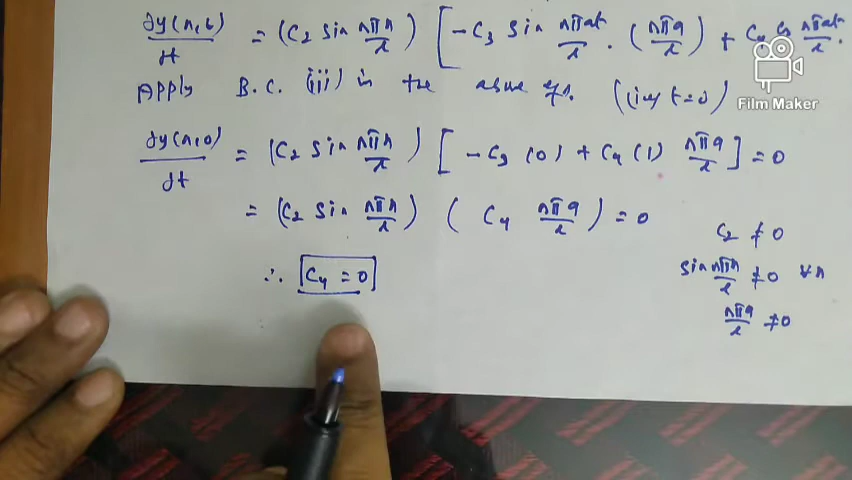 ∂y(x,t)/∂t = (C₂ sin nπx/l) [ -C₃ sin nπat/l . (nπa/l) + C₄ cos nπat/l .
Apply B.C. (iii) in the above eqn. (i.e., t=0)
Film Maker
∂y(x,0)/∂t = (C₂ sin nπx/l) [ -C₃ (0) + C₄ (1) nπa/l ] = 0
= (C₂ sin nπx/l) ( C₄ nπa/l ) = 0
C₂ ≠ 0
∴ C₄ = 0
sin nπx/l ≠ 0 ∀x
nπa/l ≠ 0